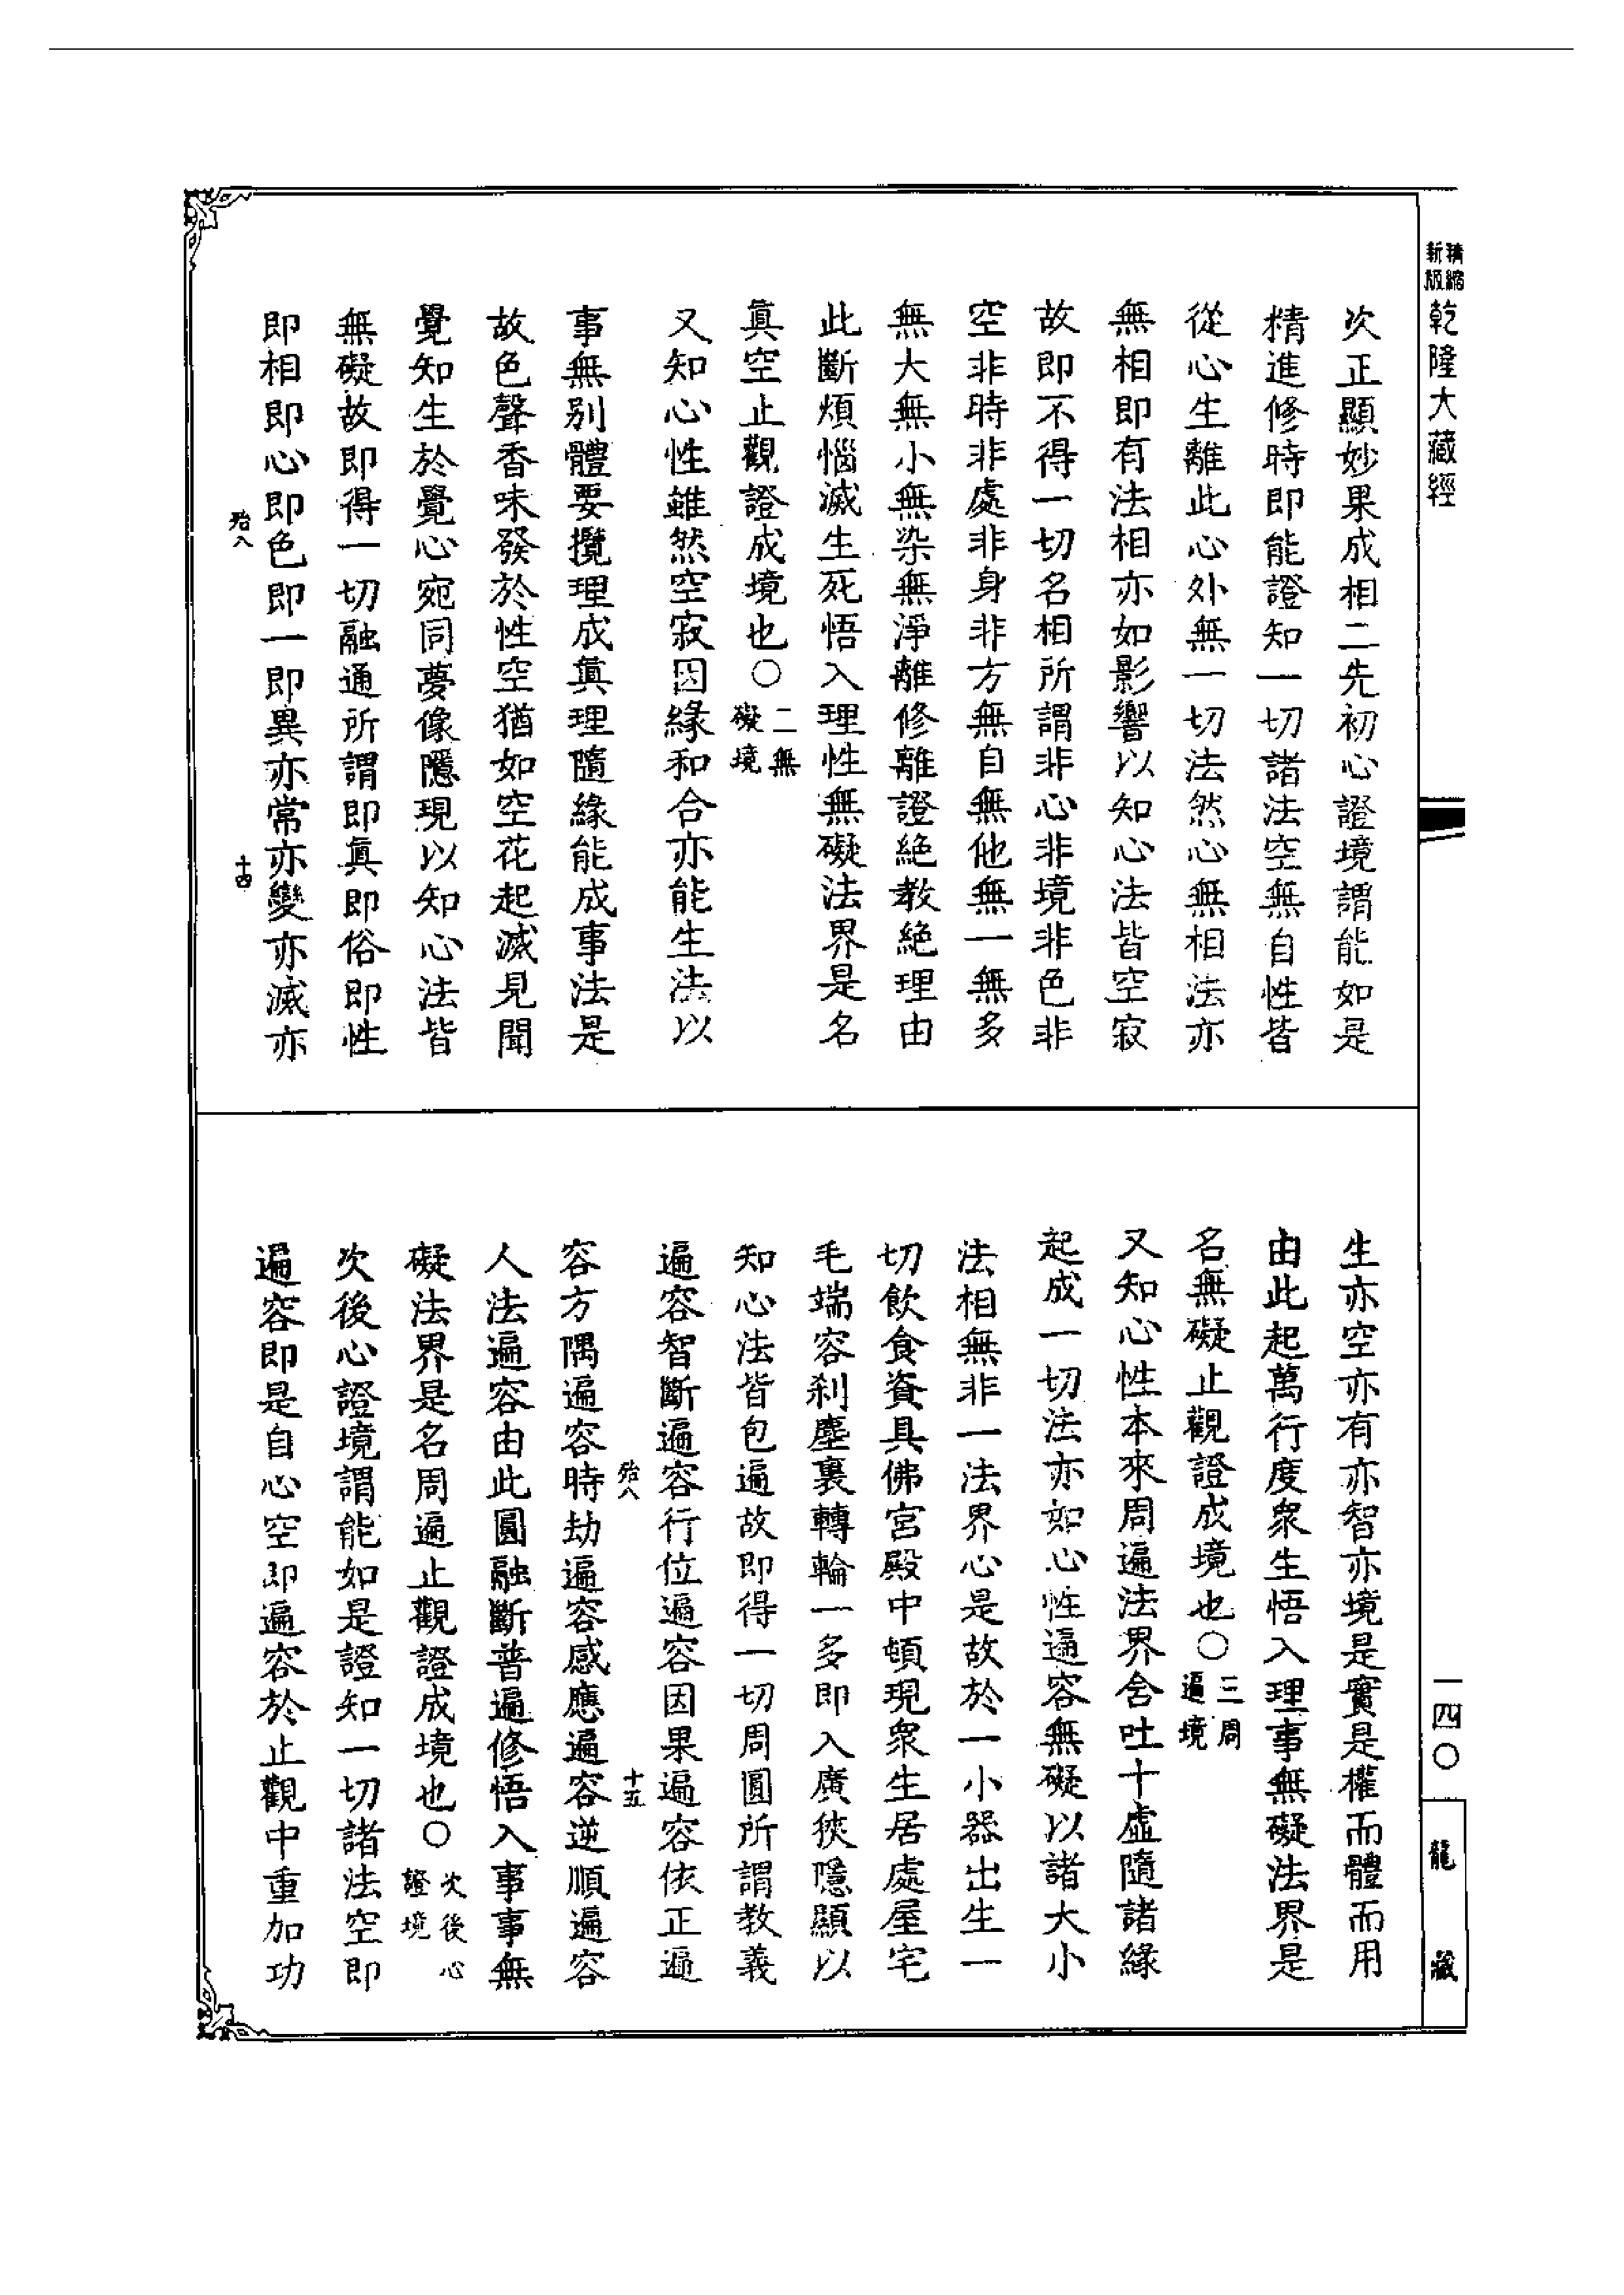 精縮新版
乾隆大藏經
次正顯妙果成相二先初心證境謂能如是
精進修時即能證知一切諸法空無自性皆
從心生離此心外無一切法然心無相法亦
無相即有法相亦如影響以知心法皆空寂
故即不得一切名相所謂非心非境非色非
空非時非處非身非方無自無他無一無多
無大無小無染無淨離修離證絶教絶理由
此斷煩惱滅生死悟入理性無礙法界是名
眞空止觀證成境也○二無礙境
又知心性雖然空寂因緣和合亦能生法以
事無別體要攬理成眞理隨緣能成事法是
故色聲香味發於性空猶如空花起滅見聞
覺知生於覺心宛同夢像隱現以知心法皆
無礙故即得一切融通所謂即眞即俗即性
即相即心即色即一即異亦常亦變亦滅亦
殆八
十四
生亦空亦有亦智亦境是實是權而體而用
由此起萬行度衆生悟入理事無礙法界是
名無礙止觀證成境也○三周遍境
又知心性本來周遍法界含吐十虛隨諸緣
起成一切法亦如心性遍容無礙以諸大小
法相無非一法界心是故於一小器出生一
切飲食資具佛宮殿中頓現衆生居處屋宅
毛端容刹塵裏轉輪一多即入廣狹隱顯以
知心法皆包遍故即得一切周圓所謂教義
遍容智斷遍容行位遍容因果遍容依正遍
殆八
十五
容方隅遍容時劫遍容感應遍容逆順遍容
人法遍容由此圓融斷普遍修悟入事事無
礙法界是名周遍止觀證成境也○次後心證境
次後心證境謂能如是證知一切諸法空即
遍容即是自心空即遍容於止觀中重加功
一四〇
龍藏